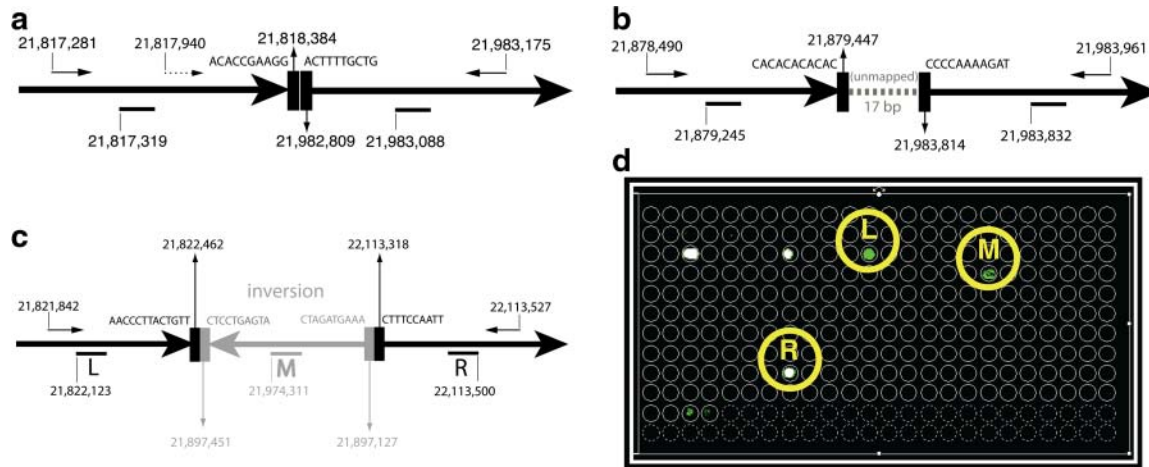 a
21,817,281
21,817,940
21,818,384
21,983,175
ACACCGAAGG
ACTTTTGCTG
21,817,319
21,982,809
21,983,088
b
21,878,490
21,879,447
21,983,961
CACACACACAC
(unmapped)
CCCCAAAAGAT
17 bp
21,879,245
21,983,832
21,983,814
c
21,822,462
22,113,318
inversion
21,821,842
22,113,527
AACCCTTACTGTT
CTCCTGAGTA
CTAGATGAAA
CTTTCCAATT
L
M
R
21,822,123
21,974,311
22,113,500
21,897,451
21,897,127
d
L
M
R